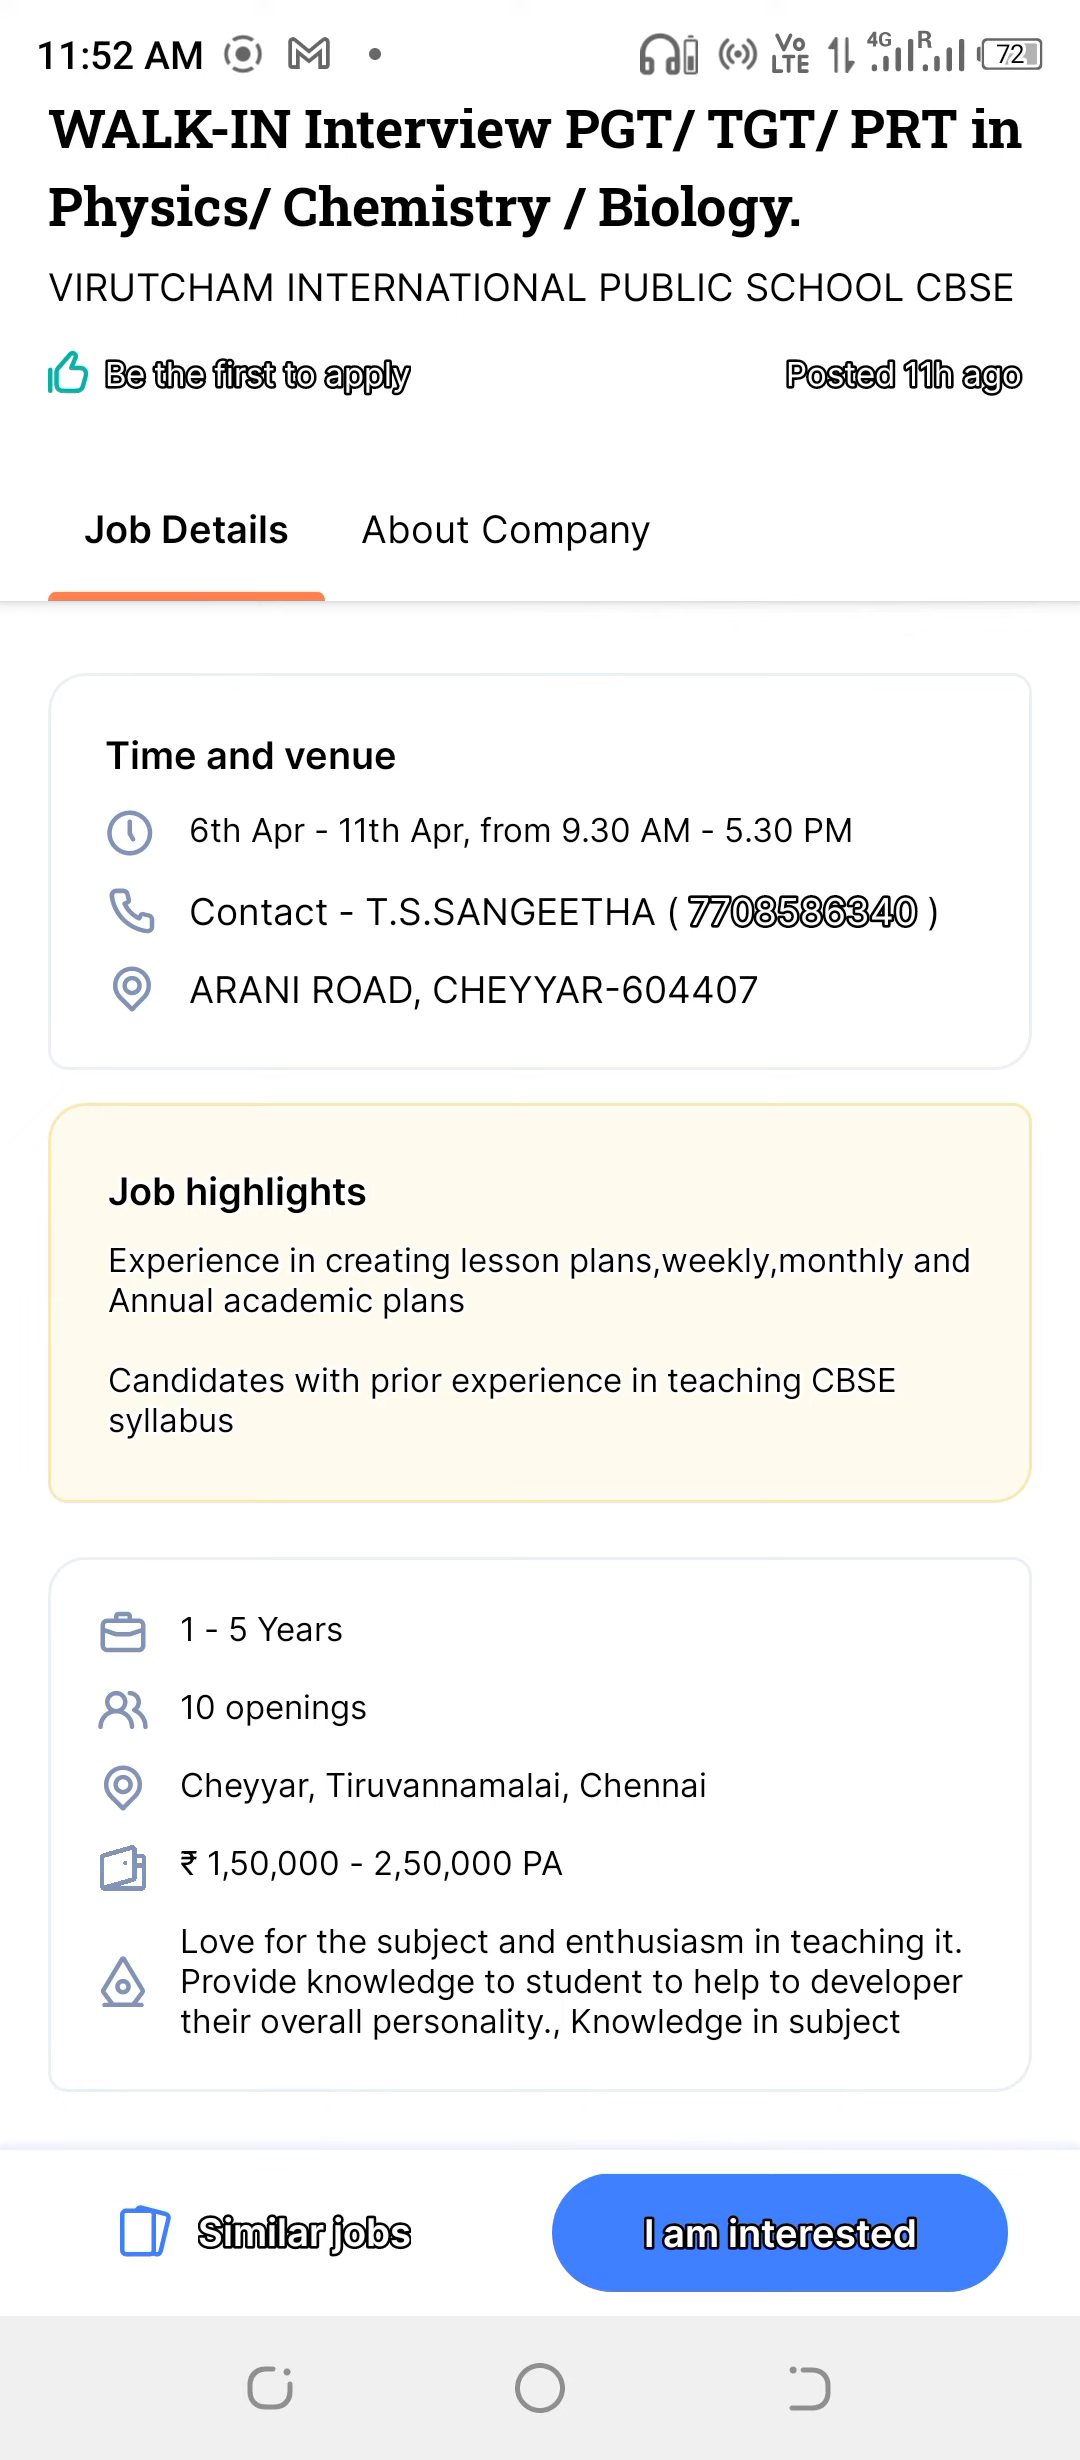 11:52 AM
Vo LTE 4G R 72
WALK-IN Interview PGT/ TGT/ PRT in
Physics/ Chemistry / Biology.
VIRUTCHAM INTERNATIONAL PUBLIC SCHOOL CBSE
Be the first to apply Posted 11h ago
Job Details About Company
Time and venue
6th Apr - 11th Apr, from 9.30 AM - 5.30 PM
Contact - T.S.SANGEETHA ( 7708586340 )
ARANI ROAD, CHEYYAR-604407
Job highlights
Experience in creating lesson plans,weekly,monthly and
Annual academic plans
Candidates with prior experience in teaching CBSE
syllabus
1 - 5 Years
10 openings
Cheyyar, Tiruvannamalai, Chennai
₹ 1,50,000 - 2,50,000 PA
Love for the subject and enthusiasm in teaching it.
Provide knowledge to student to help to developer
their overall personality., Knowledge in subject
Similar jobs I am interested